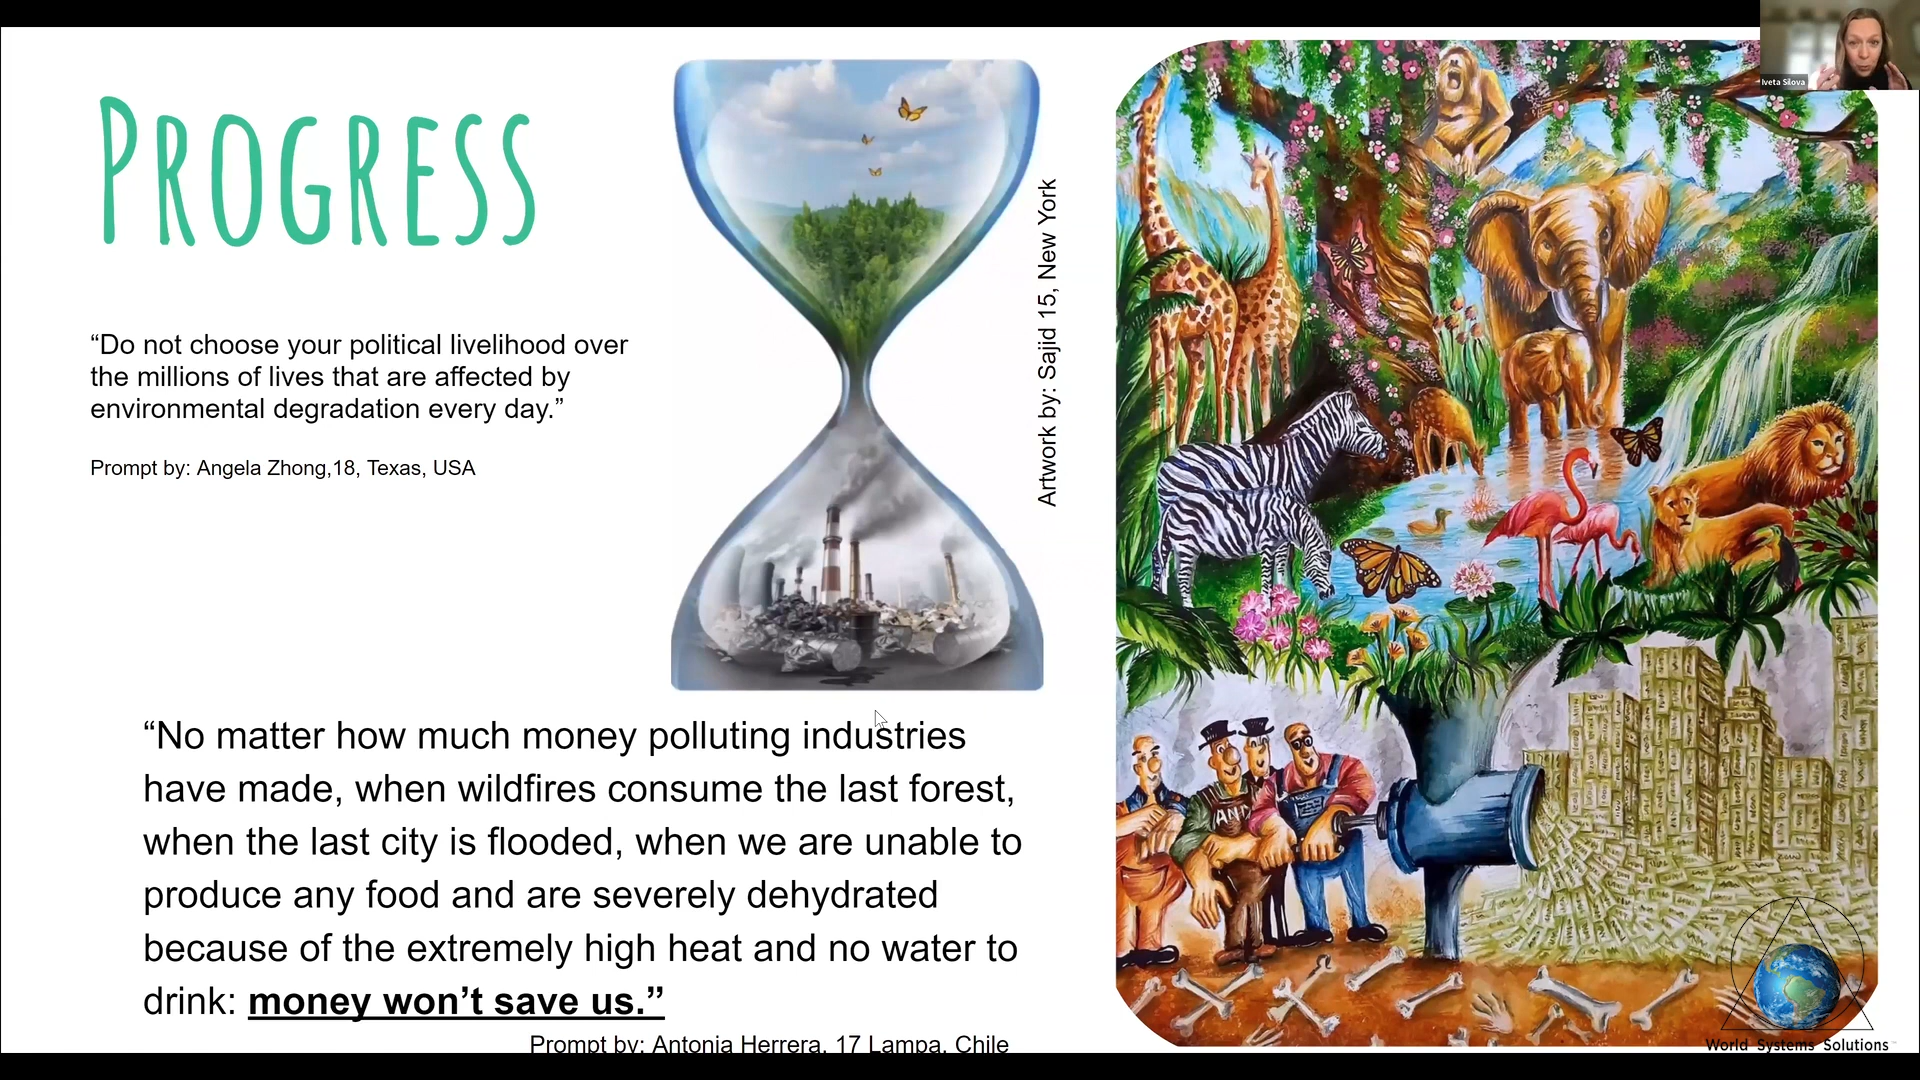 PROGRESS
“Do not choose your political livelihood over
the millions of lives that are affected by
environmental degradation every day.”
Prompt by: Angela Zhong,18, Texas, USA
Artwork by: Sajid 15, New York
“No matter how much money polluting industries
have made, when wildfires consume the last forest,
when the last city is flooded, when we are unable to
produce any food and are severely dehydrated
because of the extremely high heat and no water to
drink: money won’t save us.”
Prompt by: Antonia Herrera, 17 Lampa, Chile
Iveta Silova
World Systems Solutions